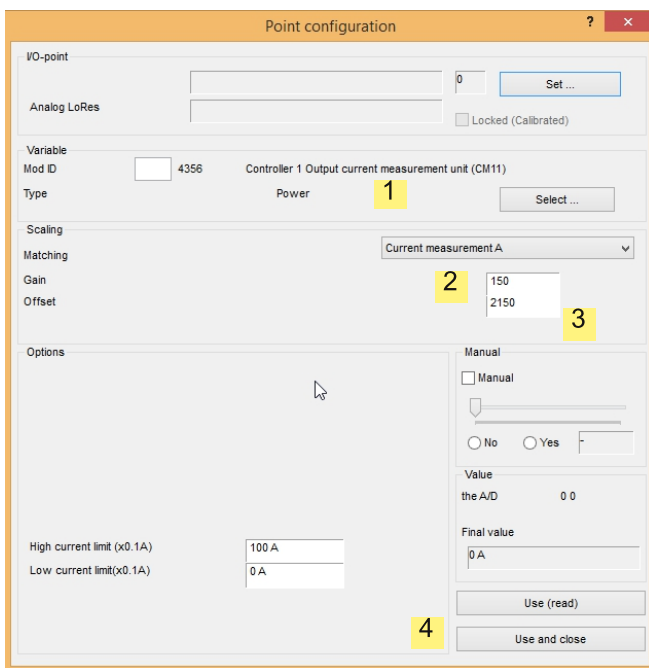 Point configuration ? ×
I/O-point
0 Set ...
Analog LoRes
Locked (Calibrated)
Variable
Mod ID 4356 Controller 1 Output current measurement unit (CM11)
Type Power 1 Select ...
Scaling
Matching Current measurement A
Gain 2 150
Offset 2150
3
Options
Manual
Manual
No Yes -
Value
the A/D 0 0
Final value
0 A
High current limit (x0.1A) 100 A
Low current limit(x0.1A) 0 A
Use (read)
4 Use and close